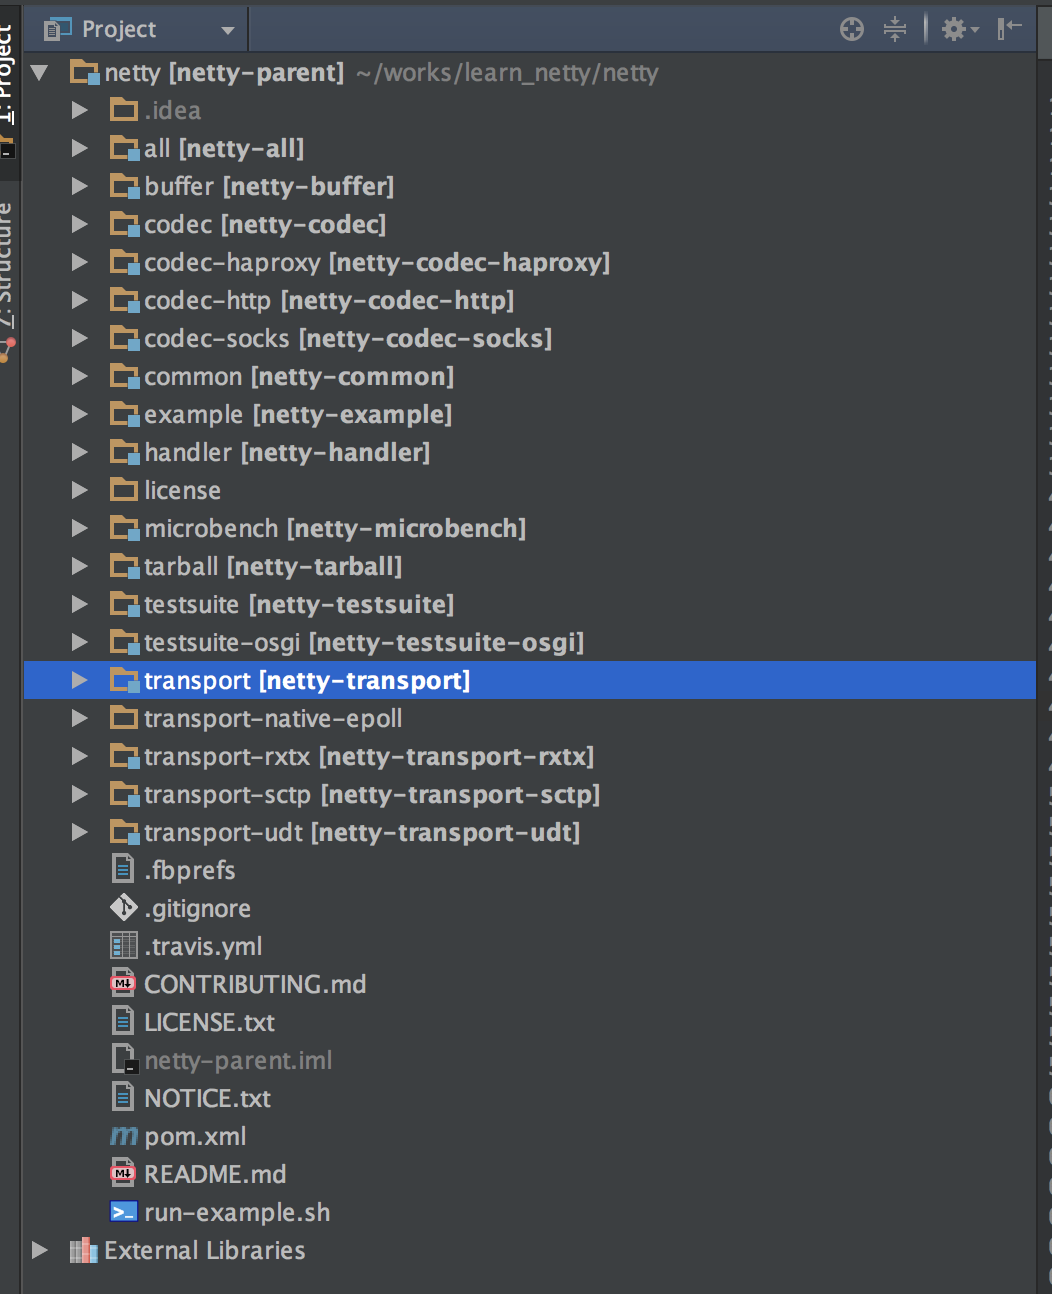 Project
1: Project
Z: Structure
netty [netty-parent] ~/works/learn_netty/netty
.idea
all [netty-all]
buffer [netty-buffer]
codec [netty-codec]
codec-haproxy [netty-codec-haproxy]
codec-http [netty-codec-http]
codec-socks [netty-codec-socks]
common [netty-common]
example [netty-example]
handler [netty-handler]
license
microbench [netty-microbench]
tarball [netty-tarball]
testsuite [netty-testsuite]
testsuite-osgi [netty-testsuite-osgi]
transport [netty-transport]
transport-native-epoll
transport-rxtx [netty-transport-rxtx]
transport-sctp [netty-transport-sctp]
transport-udt [netty-transport-udt]
.fbprefs
.gitignore
.travis.yml
CONTRIBUTING.md
LICENSE.txt
netty-parent.iml
NOTICE.txt
pom.xml
README.md
run-example.sh
External Libraries